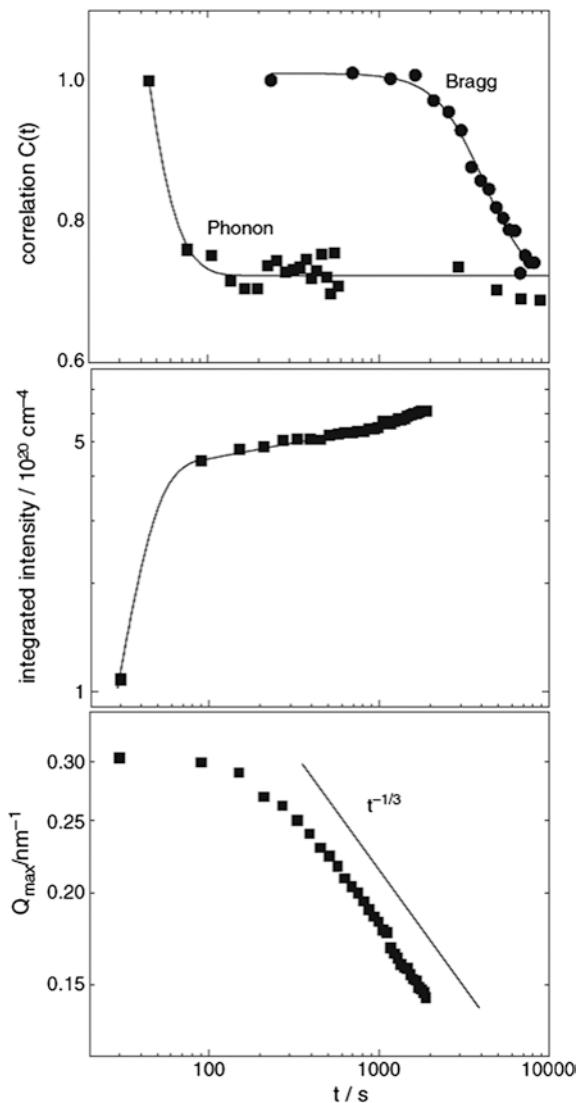 correlation C(t)
1.0
0.8
0.6
Bragg
Phonon
integrated intensity / 10²⁰ cm⁻⁴
5
1
Qmax/nm⁻¹
0.30
0.25
0.20
0.15
t⁻¹/³
100
1000
10000
t / s